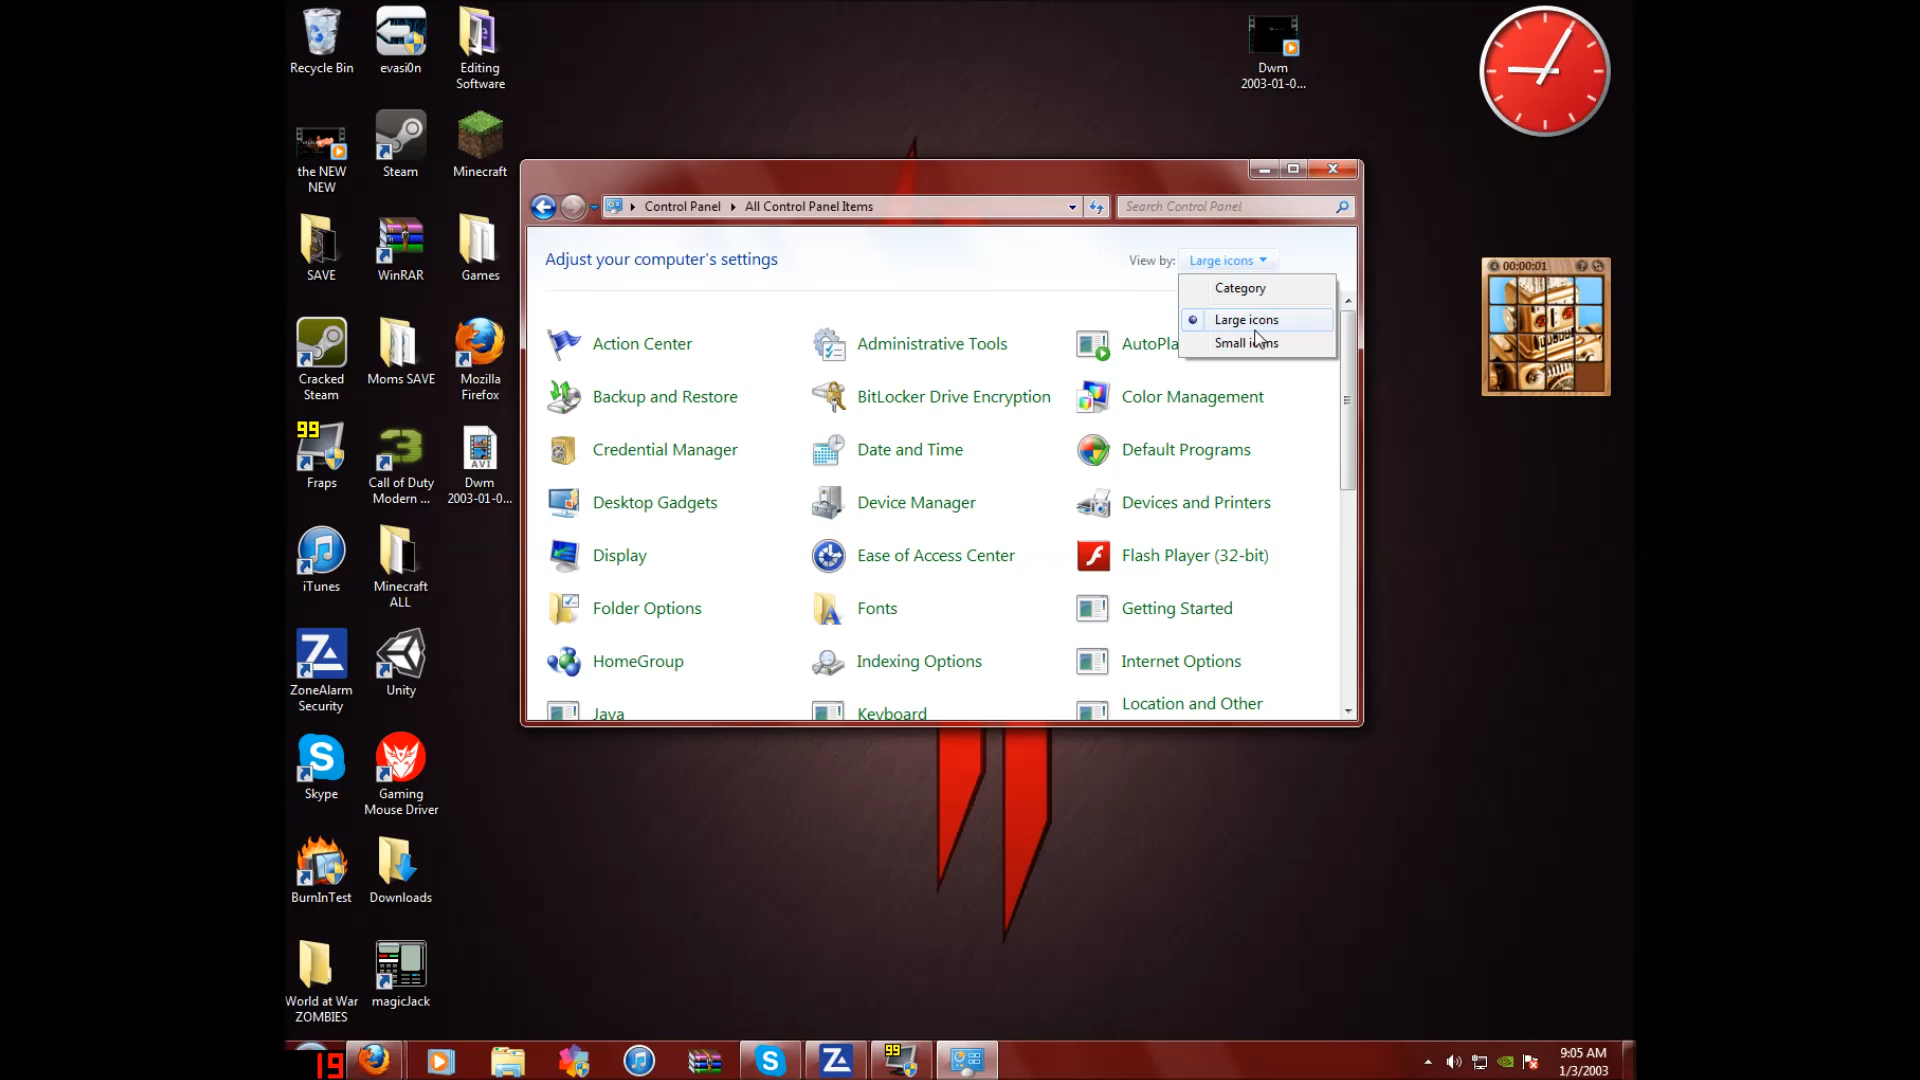 Recycle Bin
evasi0n
Editing
Software
Dwm
2003-01-0...
the NEW
NEW
Steam
Minecraft
SAVE
WinRAR
Games
Cracked
Steam
Moms SAVE
Mozilla
Firefox
99
Fraps
Call of Duty
Modern ...
AVI
Dwm
2003-01-0...
iTunes
Minecraft
ALL
ZoneAlarm
Security
Unity
Skype
Gaming
Mouse Driver
BurnInTest
Downloads
World at War
ZOMBIES
magicJack
Control Panel
All Control Panel Items
Search Control Panel
Adjust your computer's settings
View by:
Large icons
Category
Large icons
Small
Action Center
Administrative Tools
Backup and Restore
BitLocker Drive Encryption
Color Management
Credential Manager
Date and Time
Default Programs
Desktop Gadgets
Device Manager
Devices and Printers
Display
Ease of Access Center
Flash Player (32-bit)
Folder Options
Fonts
Getting Started
HomeGroup
Indexing Options
Internet Options
Java
Keyboard
Location and Other
00:00:01
19
99
9:05 AM
1/3/2003